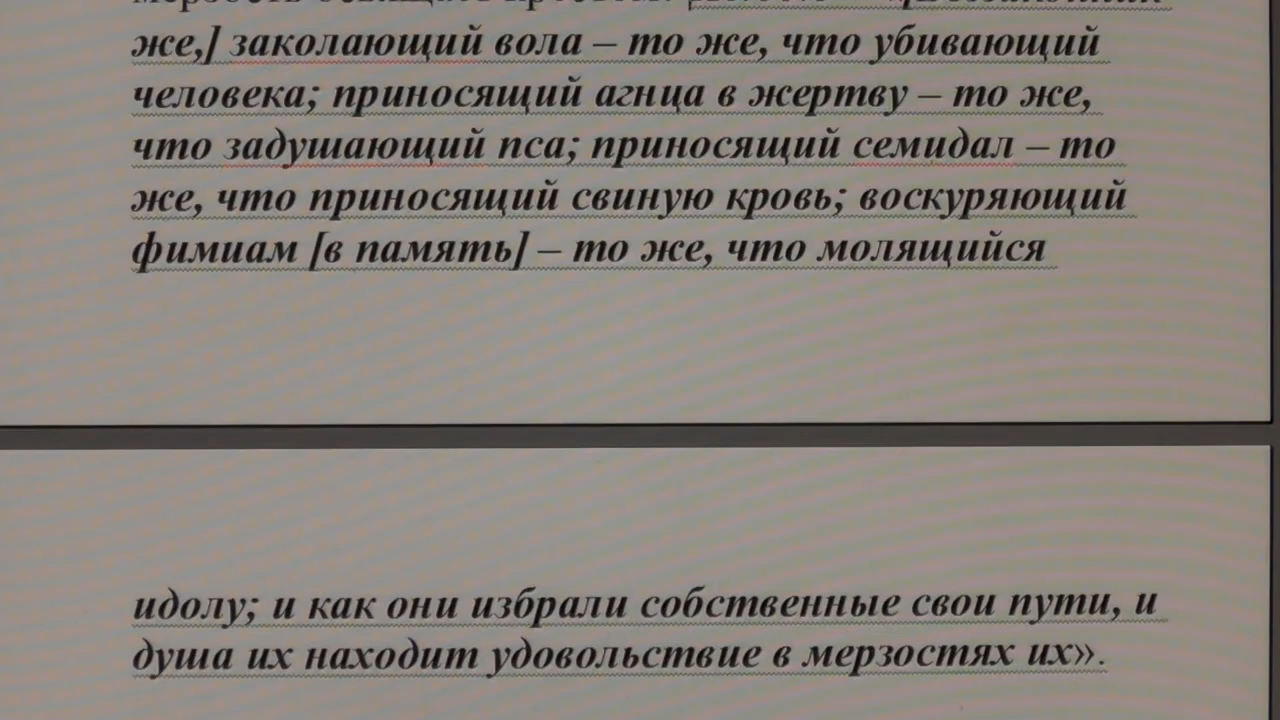 же,] заколающий вола – то же, что убивающий
человека; приносящий агнца в жертву – то же,
что задушающий пса; приносящий семидал – то
же, что приносящий свиную кровь; воскуряющий
фимиам [в память] – то же, что молящийся
идолу; и как они избрали собственные свои пути, и
душа их находит удовольствие в мерзостях их».